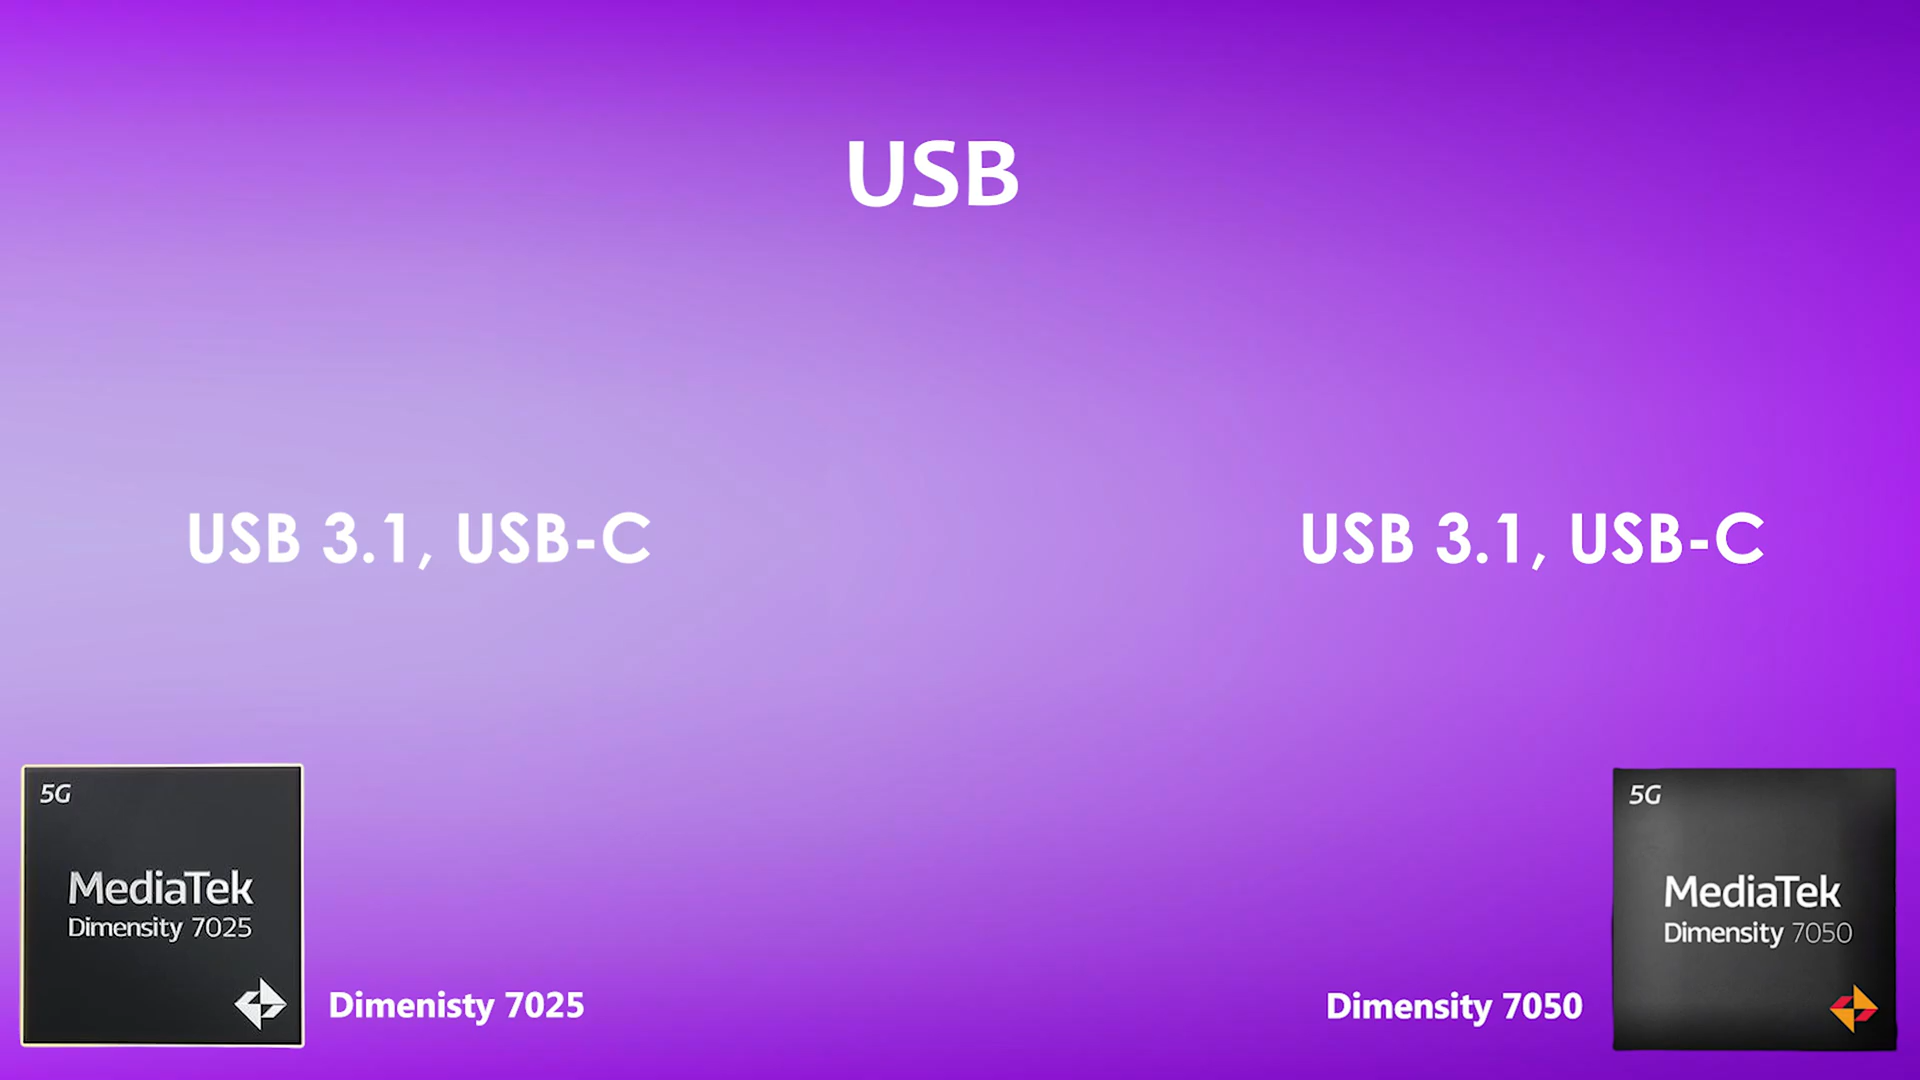 USB
USB 3.1, USB-C
USB 3.1, USB-C
5G
MediaTek
Dimensity 7025
Dimenisty 7025
Dimensity 7050
5G
MediaTek
Dimensity 7050